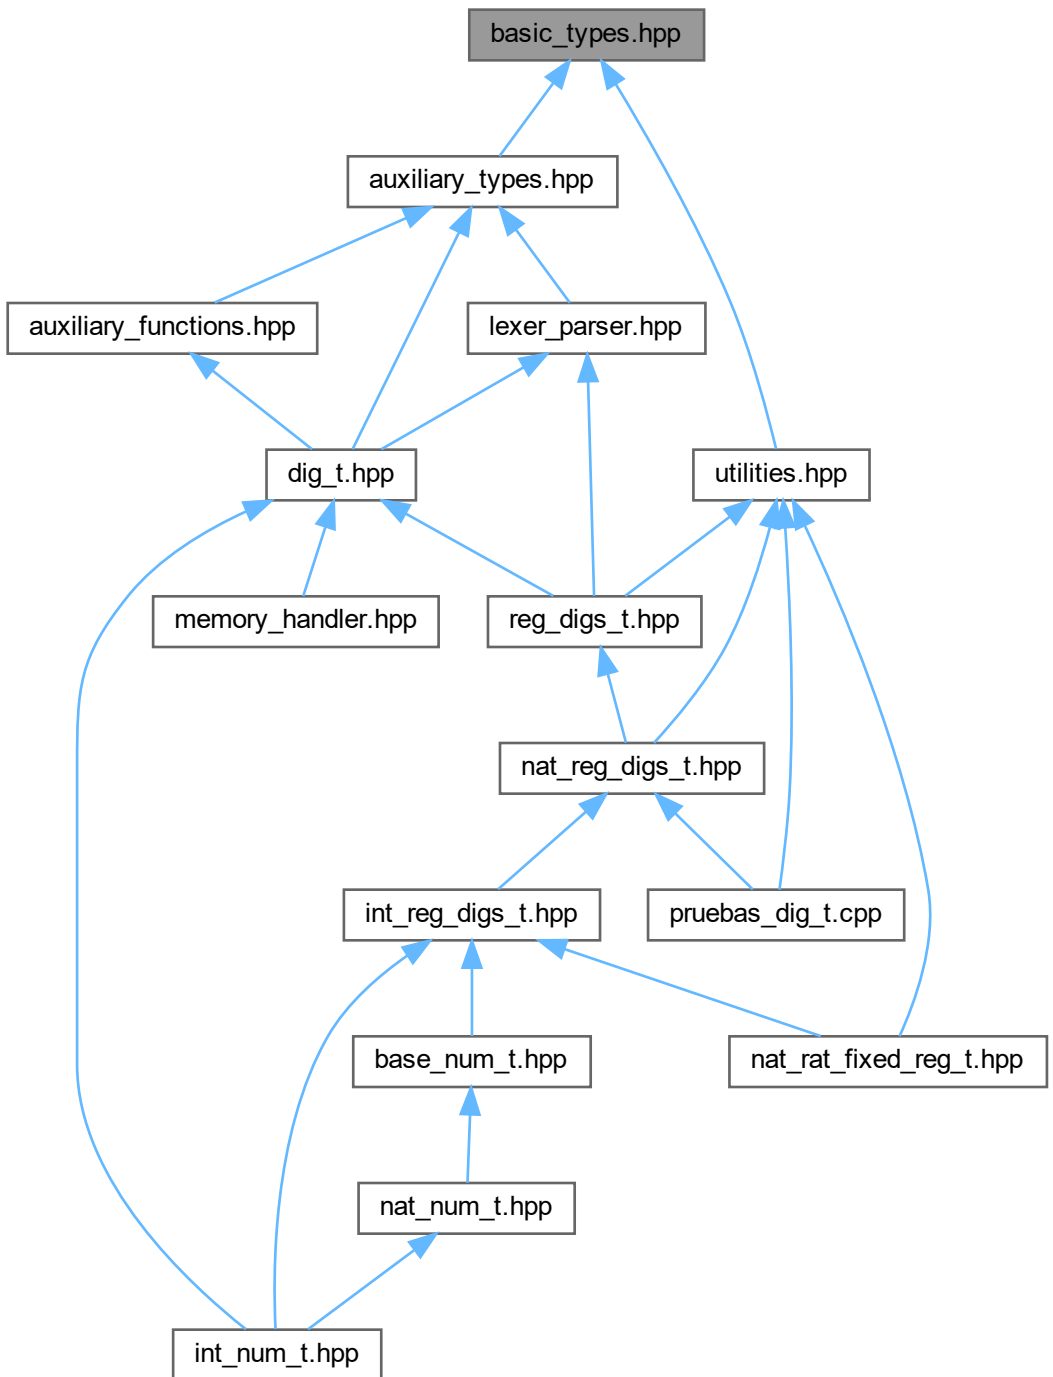 basic_types.hpp
auxiliary_types.hpp
auxiliary_functions.hpp
lexer_parser.hpp
dig_t.hpp
utilities.hpp
memory_handler.hpp
reg_digs_t.hpp
nat_reg_digs_t.hpp
int_reg_digs_t.hpp
pruebas_dig_t.cpp
base_num_t.hpp
nat_rat_fixed_reg_t.hpp
nat_num_t.hpp
int_num_t.hpp